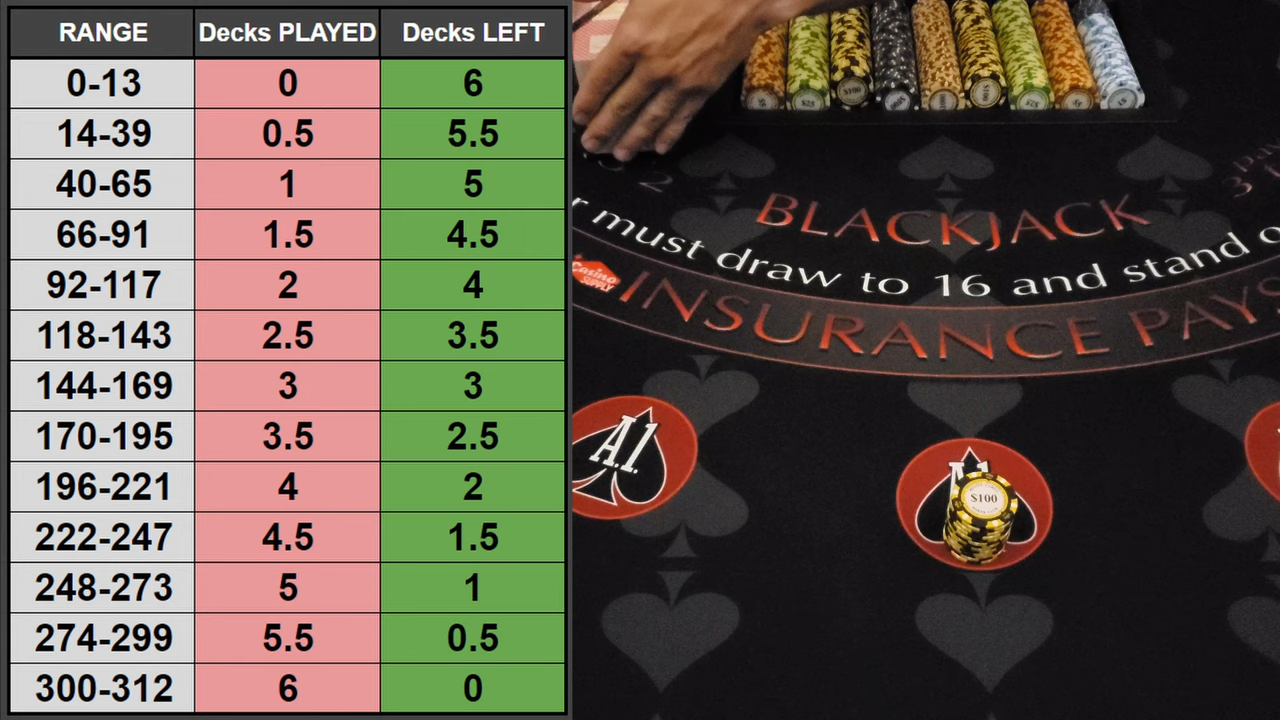 RANGE Decks PLAYED Decks LEFT
0-13 0 6
14-39 0.5 5.5
40-65 1 5
66-91 1.5 4.5
92-117 2 4
118-143 2.5 3.5
144-169 3 3
170-195 3.5 2.5
196-221 4 2
222-247 4.5 1.5
248-273 5 1
274-299 5.5 0.5
300-312 6 0
BLACKJACK
must draw to 16 and stand
Casino
SUPPLY
INSURANCE PAYS
A.1
$100